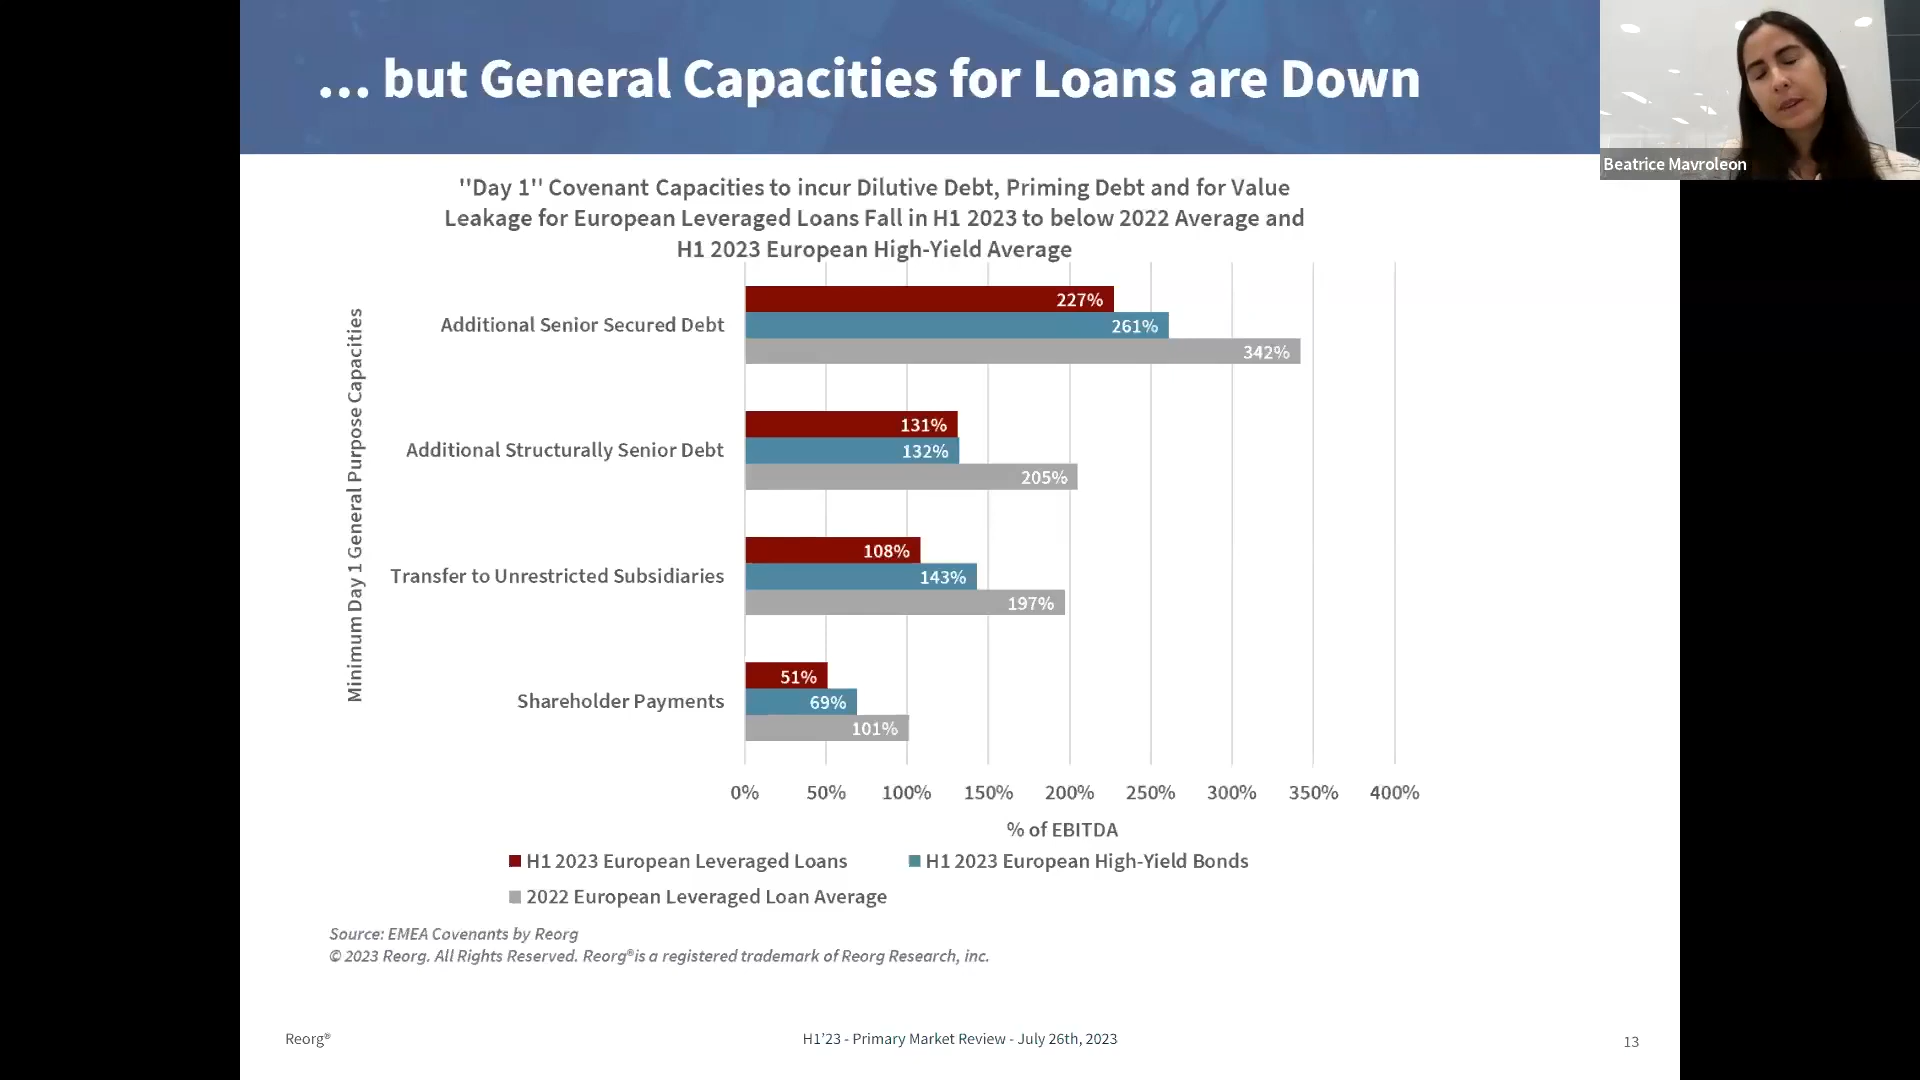 ... but General Capacities for Loans are Down
Beatrice Mavroleon
''Day 1'' Covenant Capacities to incur Dilutive Debt, Priming Debt and for Value
Leakage for European Leveraged Loans Fall in H1 2023 to below 2022 Average and
H1 2023 European High-Yield Average
Minimum Day 1 General Purpose Capacities
Additional Senior Secured Debt
227%
261%
342%
Additional Structurally Senior Debt
131%
132%
205%
Transfer to Unrestricted Subsidiaries
108%
143%
197%
Shareholder Payments
51%
69%
101%
0% 50% 100% 150% 200% 250% 300% 350% 400%
% of EBITDA
H1 2023 European Leveraged Loans
H1 2023 European High-Yield Bonds
2022 European Leveraged Loan Average
Source: EMEA Covenants by Reorg
© 2023 Reorg. All Rights Reserved. Reorg® is a registered trademark of Reorg Research, inc.
Reorg®
H1’23 - Primary Market Review - July 26th, 2023
13